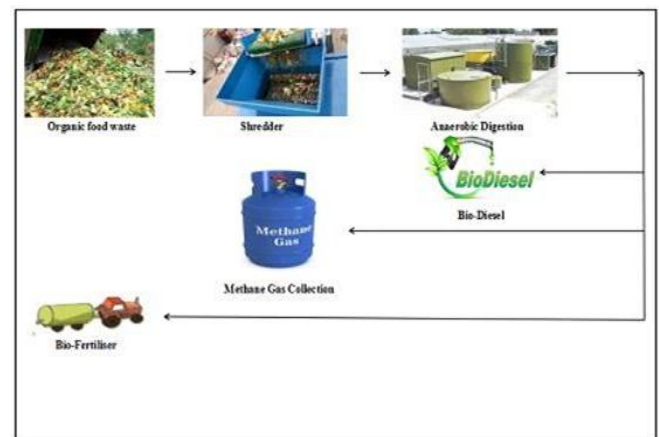 Organic food waste
Shredder
Anaerobic Digestion
BioDiesel
Bio-Diesel
Methane
Gas
Methane Gas Collection
Bio-Fertiliser